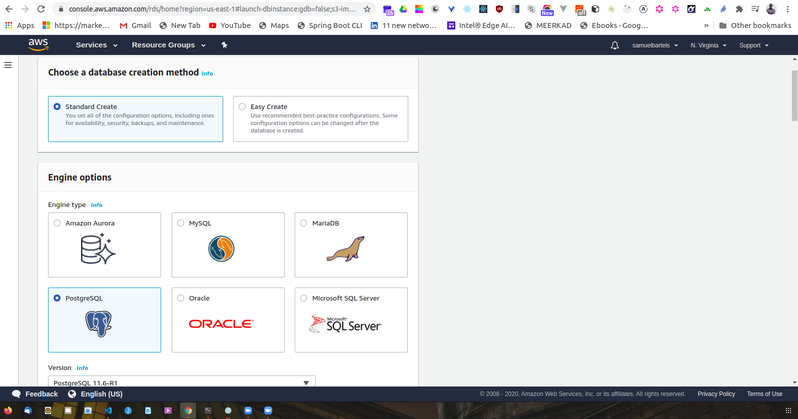 console.aws.amazon.com/rds/home?region=us-east-1#launch-dbinstance:gdb=false;s3-im...
Apps https://marke... Gmail New Tab YouTube Maps Spring Boot CLI 11 new netwo... Intel® Edge AI... MEERKAD Ebooks - Goog... » Other bookmarks
aws Services Resource Groups samuelbartels N. Virginia Support
Choose a database creation method Info
Standard Create
You set all of the configuration options, including ones
for availability, security, backups, and maintenance.
Easy Create
Use recommended best-practice configurations. Some
configuration options can be changed after the
database is created.
Engine options
Engine type Info
Amazon Aurora
MySQL
MariaDB
PostgreSQL
Oracle
ORACLE
Microsoft SQL Server
Microsoft
SQL Server
Version Info
PostgreSQL 11.6-R1
Feedback English (US) © 2008 - 2020, Amazon Web Services, Inc. or its affiliates. All rights reserved. Privacy Policy Terms of Use